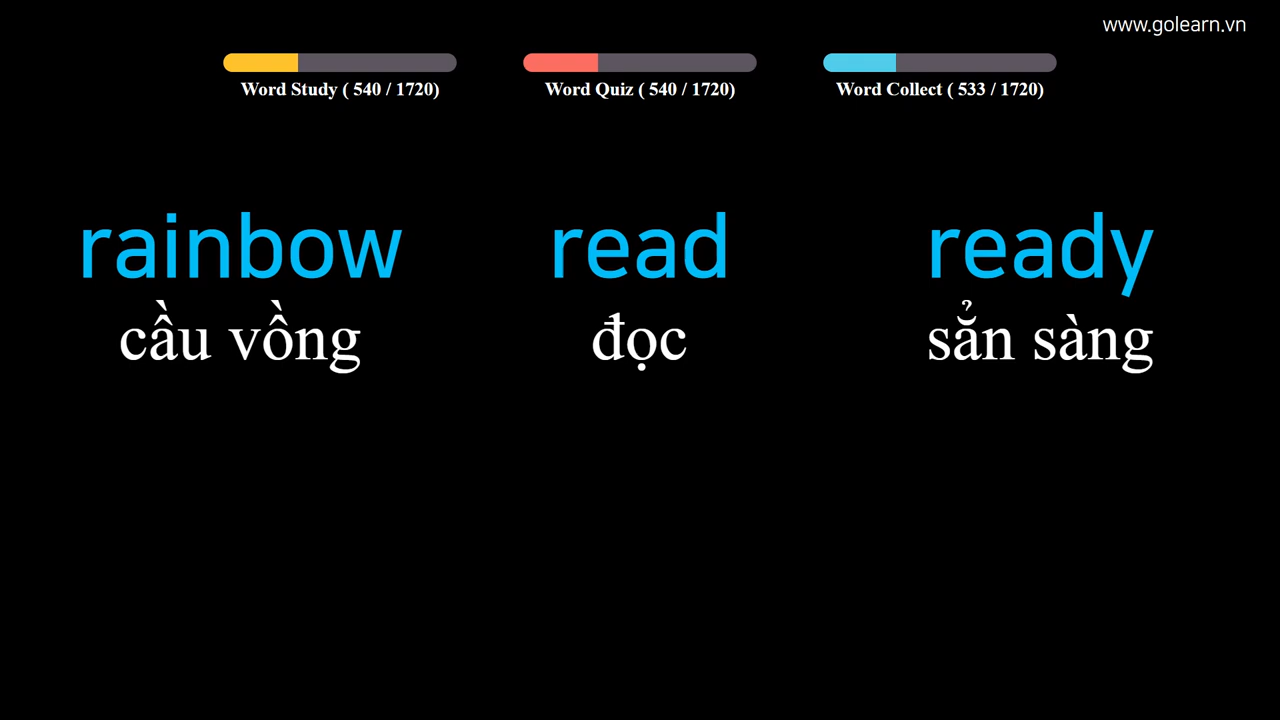 www.golearn.vn
Word Study ( 540 / 1720) Word Quiz ( 540 / 1720) Word Collect ( 533 / 1720)
rainbow read ready
cầu vồng đọc sẳn sàng